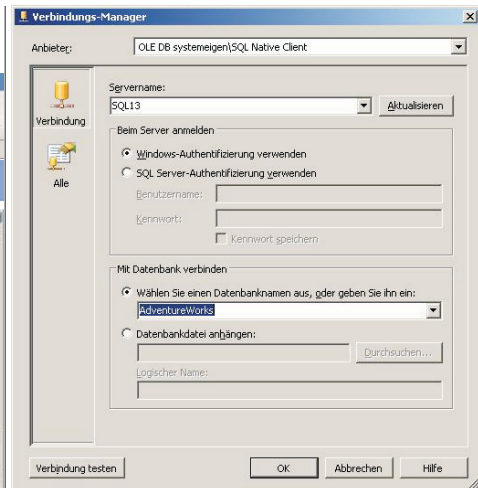 Verbindungs-Manager
Anbieter: OLE DB systemeigen\SQL Native Client
Verbindung
Alle
Servername:
SQL13 Aktualisieren
Beim Server anmelden
Windows-Authentifizierung verwenden
SQL Server-Authentifizierung verwenden
Benutzername:
Kennwort:
Kennwort speichern
Mit Datenbank verbinden
Wählen Sie einen Datenbanknamen aus, oder geben Sie ihn ein:
AdventureWorks
Datenbankdatei anhängen:
Durchsuchen...
Logischer Name:
Verbindung testen OK Abbrechen Hilfe